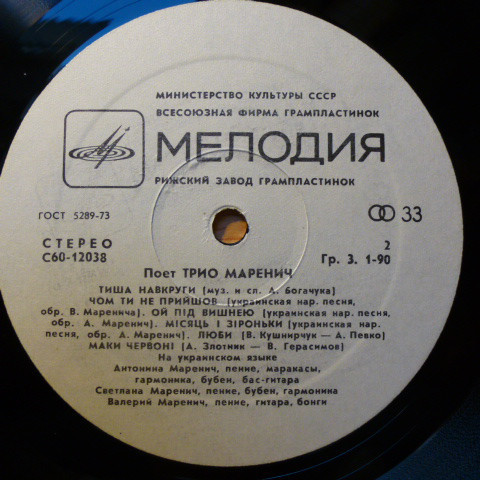 МИНИСТЕРСТВО КУЛЬТУРЫ СССР
ВСЕСОЮЗНАЯ ФИРМА ГРАМПЛАСТИНОК
МЕЛОДИЯ
РИЖСКИЙ ЗАВОД ГРАМПЛАСТИНОК
ГОСТ 5289-73
33
СТЕРЕО
2
С60-12038
Гр. 3. 1-90
Поет ТРИО МАРЕНИЧ
ТИША НАВКРУГИ (муз. и сл. А. Богачука)
ЧОМ ТИ НЕ ПРИЙШОВ (украинская нар. песня,
обр. В. Маренича). ОЙ ПІД ВИШНЕЮ (украинская нар. песня,
обр. А. Маренич). МІСЯЦЬ І ЗІРОНЬКИ (украинская нар.
песня, обр. А. Маренич). ЛЮБИ (В. Кушнирчук — А. Певко)
МАКИ ЧЕРВОНІ (А. Злотник — В. Герасимов)
На украинском языке
Антонина Маренич, пение, маракасы,
гармоника, бубен, бас-гитара
Светлана Маренич, пение, бубен, гармоника
Валерий Маренич, пение, гитара, бонги